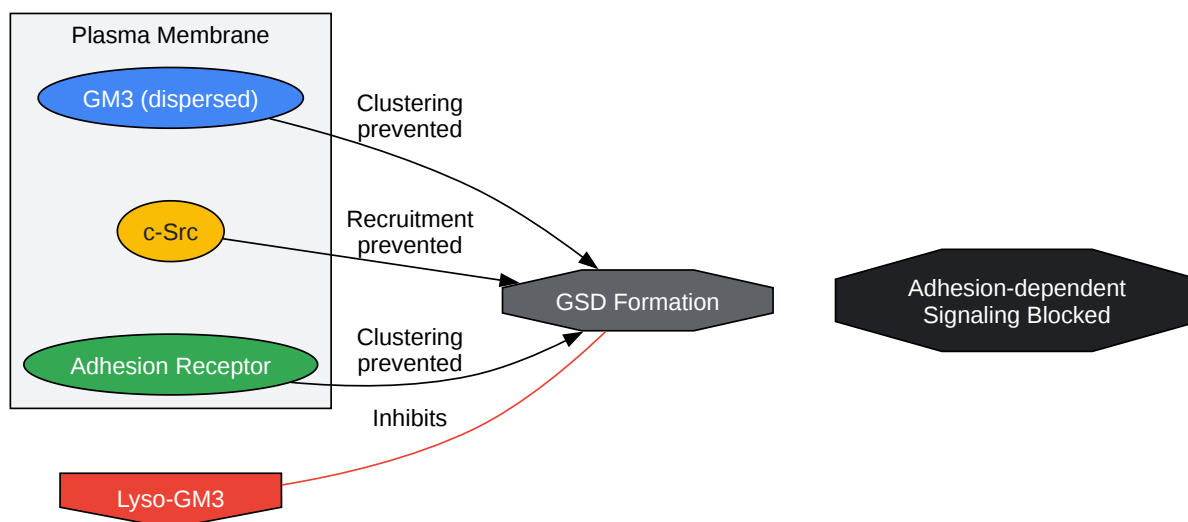 Plasma Membrane
GM3 (dispersed)
Clustering
prevented
c-Src
Recruitment
prevented
GSD Formation
Adhesion-dependent
Signaling Blocked
Adhesion Receptor
Clustering
prevented
Inhibits
Lyso-GM3